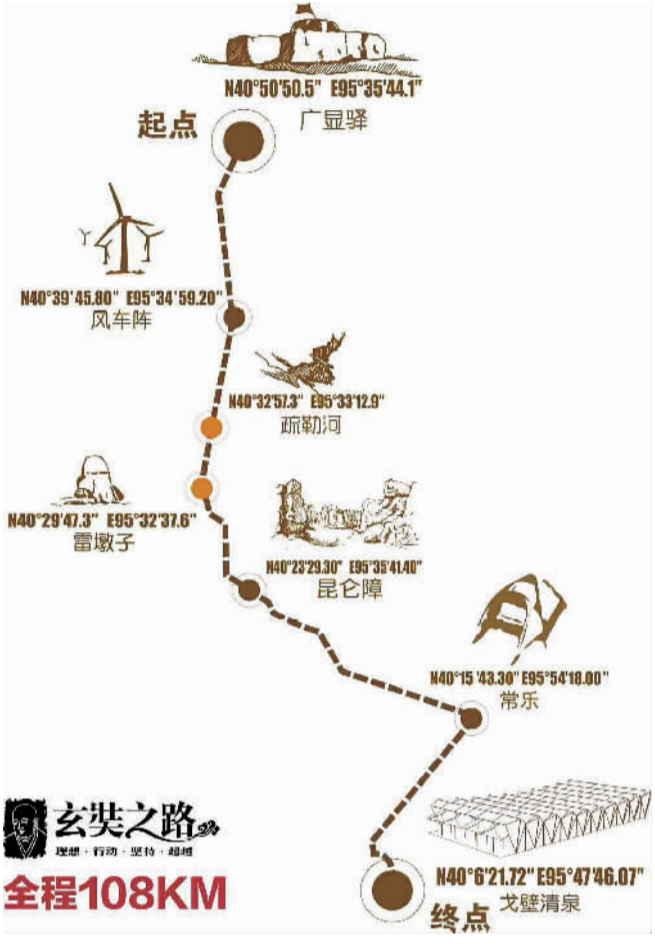 N40°50'50.5" E95°35'44.1"
起点
广显驿
N40°39'45.80" E95°34'59.20"
风车阵
N40°32'57.3" E95°33'12.9"
疏勒河
N40°29'47.3" E95°32'37.6"
雷墩子
N40°23'29.30" E95°35'41.40"
昆仑障
N40°15'43.30" E95°54'18.00"
常乐
玄奘之路
理想·行动·坚持·超越
全程108KM
N40°6'21.72" E95°47'46.07"
终点
戈壁清泉